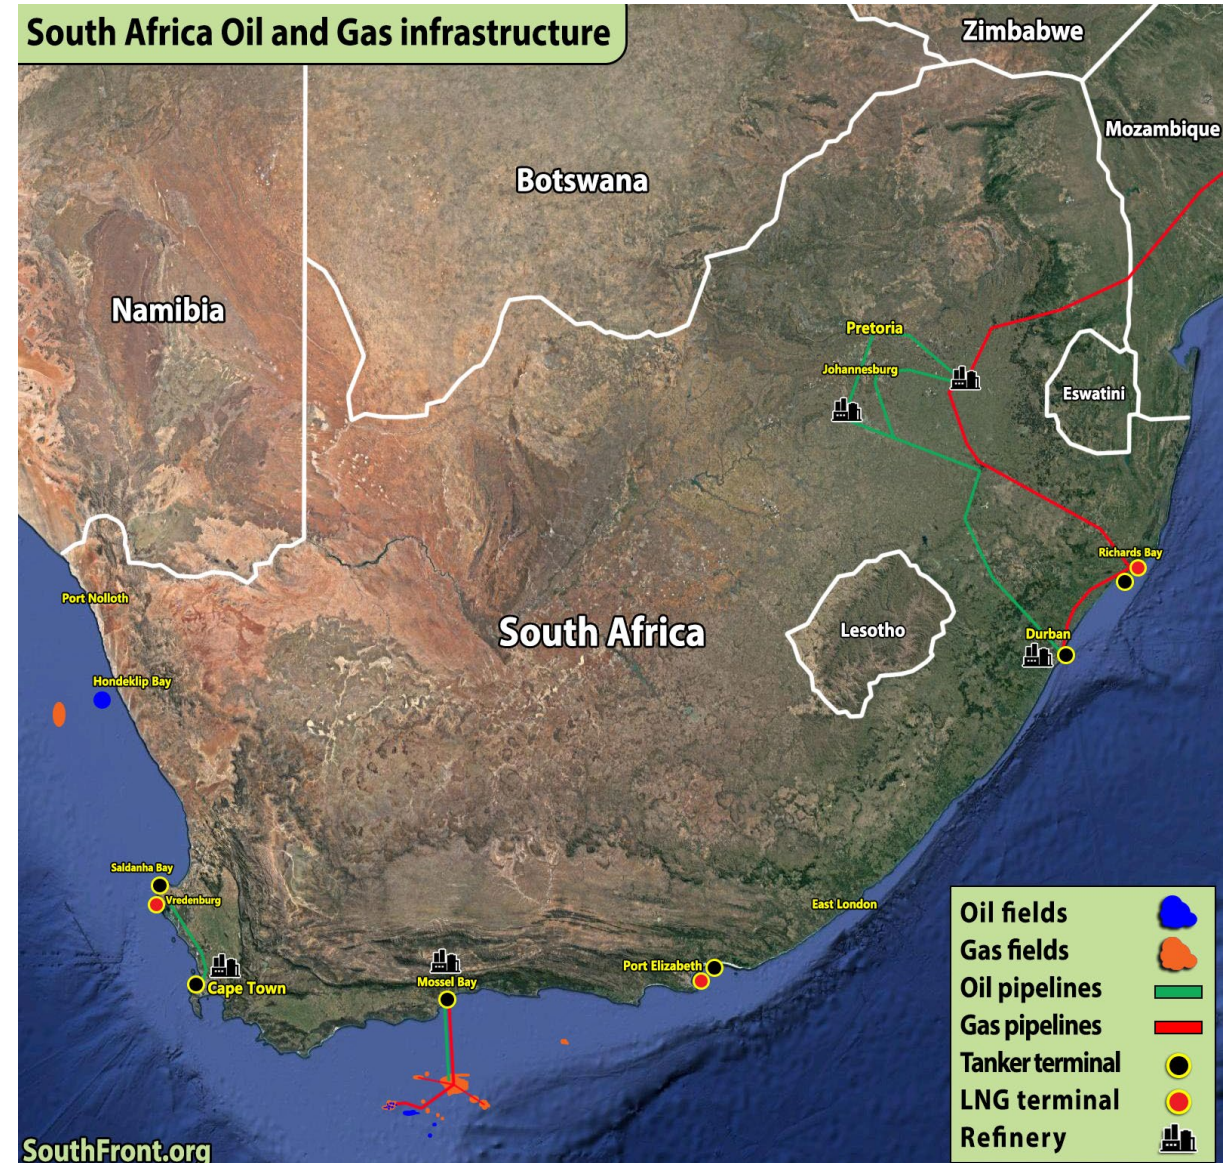 South Africa Oil and Gas infrastructure
Zimbabwe
Mozambique
Botswana
Namibia
Pretoria
Johannesburg
Eswatini
Richards Bay
Port Nolloth
South Africa
Lesotho
Durban
Hondeklip Bay
Saldanha Bay
Vredenburg
East London
Port Elizabeth
Mossel Bay
Cape Town
Oil fields
Gas fields
Oil pipelines
Gas pipelines
Tanker terminal
LNG terminal
Refinery
SouthFront.org